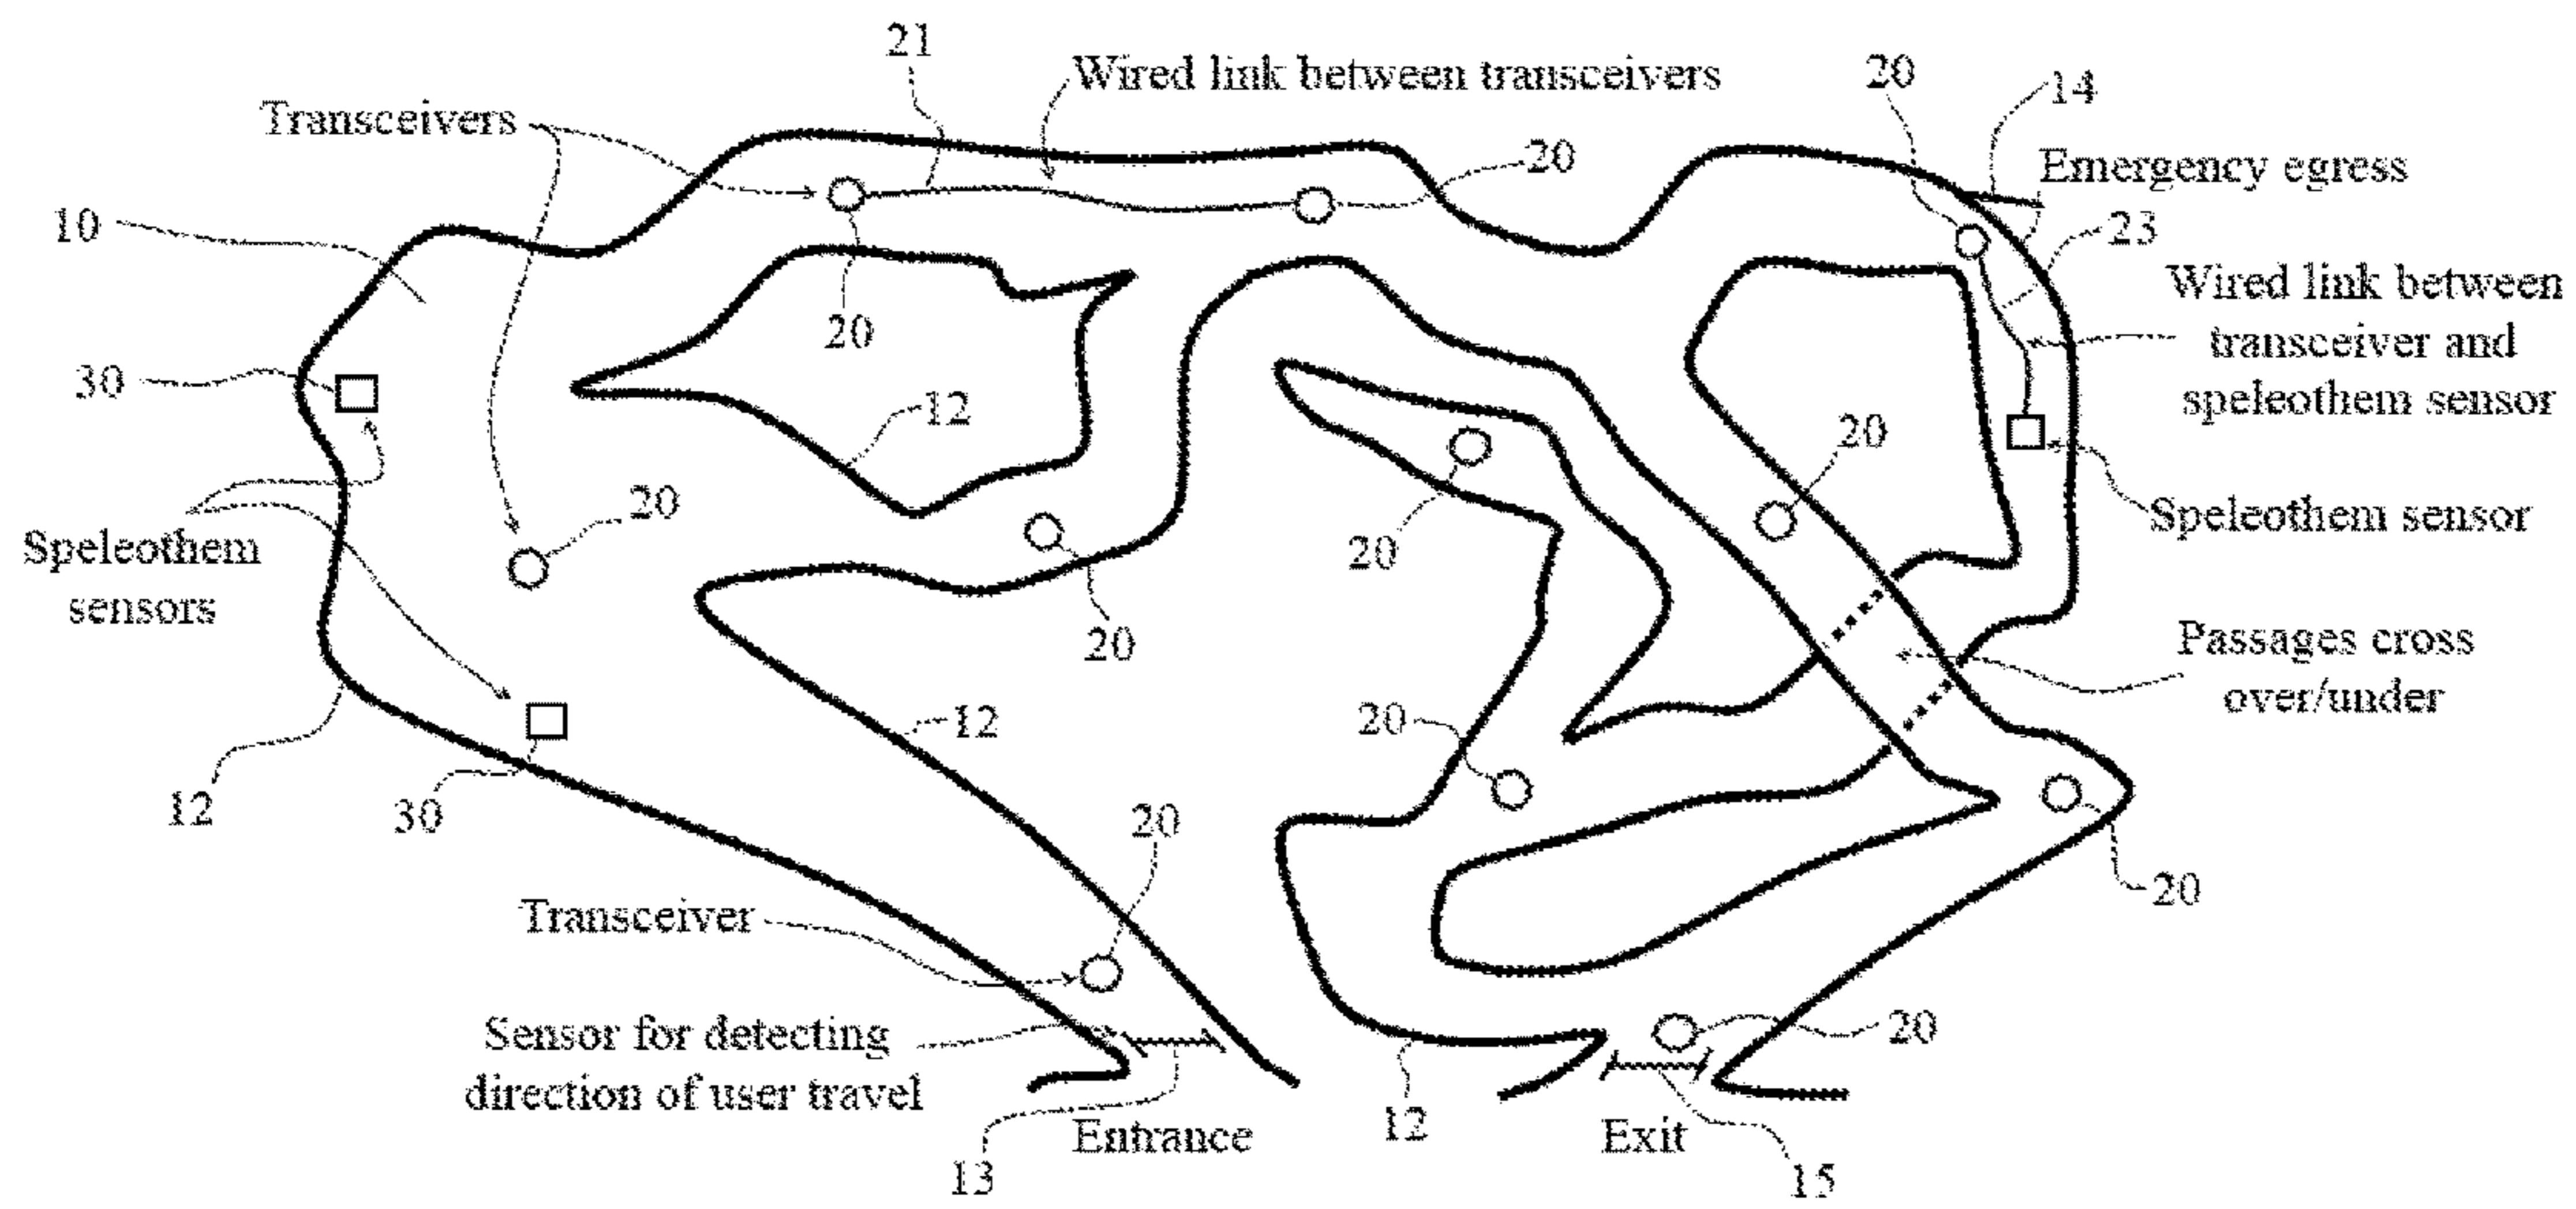 21
Wired link between transceivers
20
14
Transceivers
20
Emergency egress
10
23
Wired link between
transceiver and
speleothem sensor
20
30
12
20
20
20
Speleothem sensor
Speleothem
sensors
20
20
Passages cross
over/under
12
20
12
30
20
Transceiver
20
Sensor for detecting
direction of user travel
20
Entrance
12
Exit
13
15